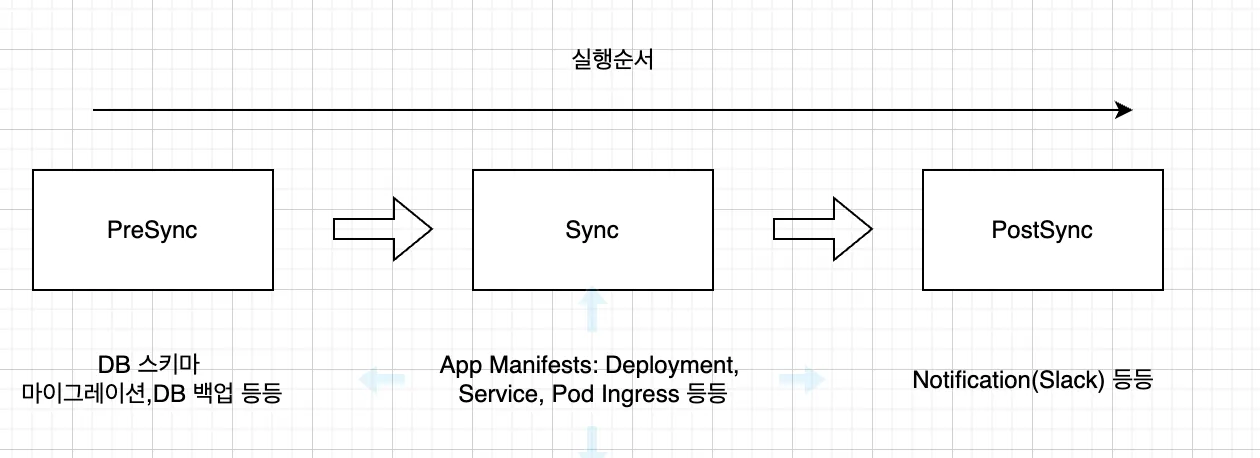 실행순서
PreSync
Sync
PostSync
DB 스키마
마이그레이션,DB 백업 등등
App Manifests: Deployment,
Service, Pod Ingress 등등
Notification(Slack) 등등